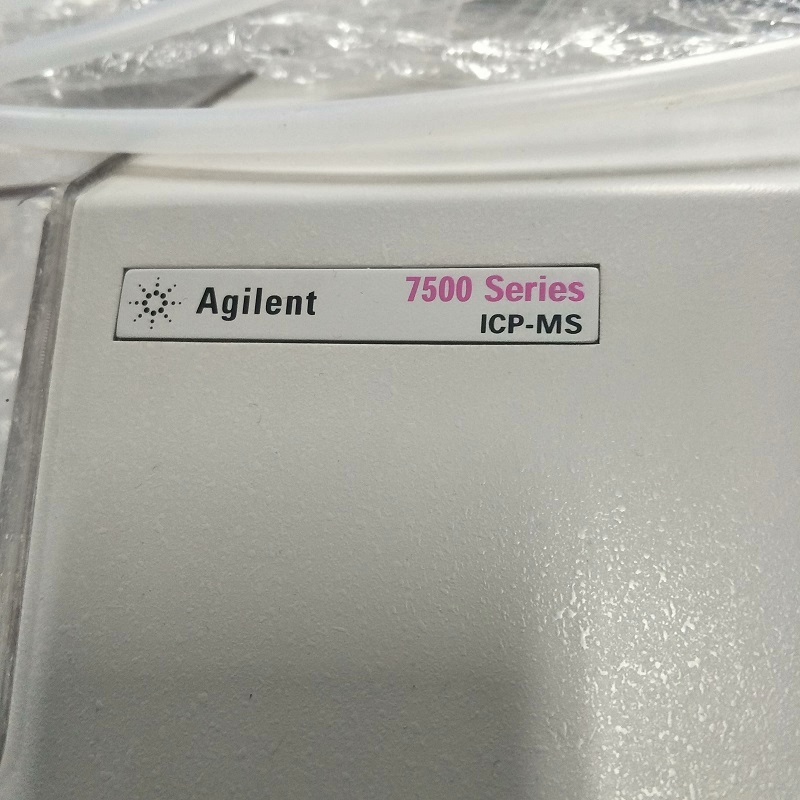 Agilent
7500 Series
ICP-MS